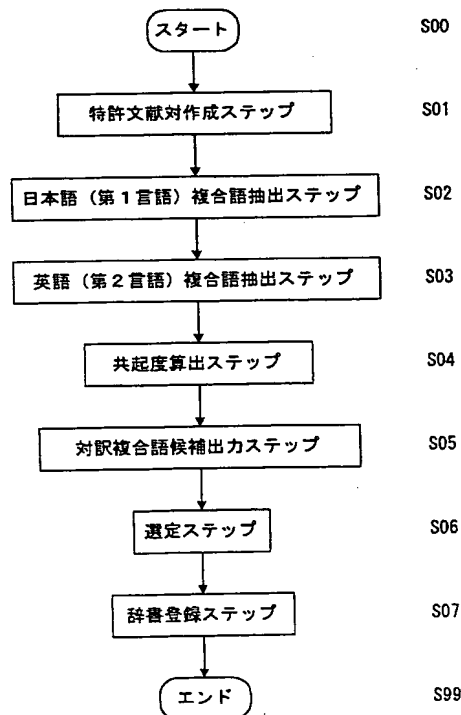 スタート S00
特許文献対作成ステップ S01
日本語（第１言語）複合語抽出ステップ S02
英語（第２言語）複合語抽出ステップ S03
共起度算出ステップ S04
対訳複合語候補出力ステップ S05
選定ステップ S06
辞書登録ステップ S07
エンド S99